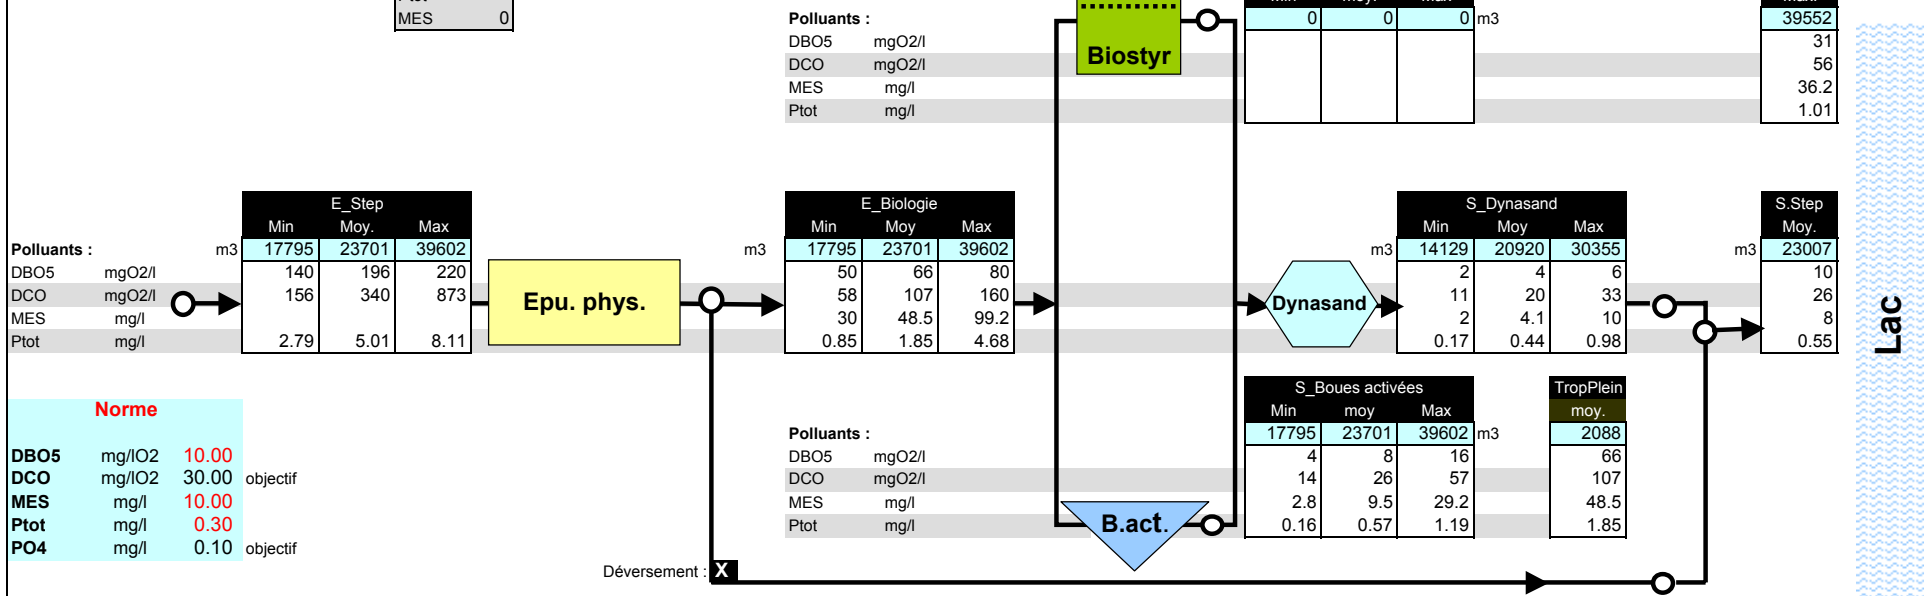 MES 0
Polluants :
0 0 0 m3
39552
DBO5 mgO2/l
31
DCO mgO2/l
56
MES mg/l
36.2
Ptot mg/l
1.01
Biostyr
E_Step
Min Moy. Max
Polluants : m3 17795 23701 39602
DBO5 mgO2/l 140 196 220
DCO mgO2/l 156 340 873
MES mg/l
Ptot mg/l 2.79 5.01 8.11
Epu. phys.
E_Biologie
Min Moy Max
m3 17795 23701 39602
50 66 80
58 107 160
30 48.5 99.2
0.85 1.85 4.68
Dynasand
S_Dynasand
Min Moy Max
m3 14129 20920 30355
2 4 6
11 20 33
2 4.1 10
0.17 0.44 0.98
S.Step
Moy.
m3 23007
10
26
8
0.55
Lac
Norme
DBO5 mg/lO2 10.00
DCO mg/lO2 30.00 objectif
MES mg/l 10.00
Ptot mg/l 0.30
PO4 mg/l 0.10 objectif
S_Boues activées
Min moy Max
Polluants : 17795 23701 39602 m3
DBO5 mgO2/l 4 8 16
DCO mgO2/l 14 26 57
MES mg/l 2.8 9.5 29.2
Ptot mg/l 0.16 0.57 1.19
B.act.
TropPlein
moy.
2088
66
107
48.5
1.85
Déversement : X